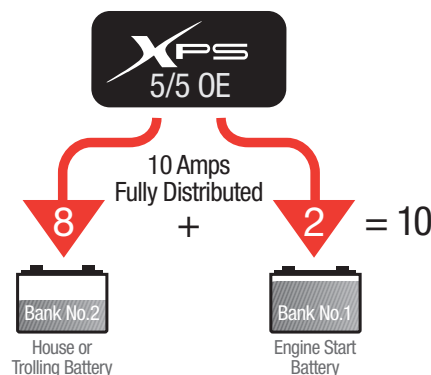 XPS
5/5 OE
10 Amps
Fully Distributed
8 + 2 = 10
Bank No.2 Bank No.1
House or Engine Start
Trolling Battery Battery